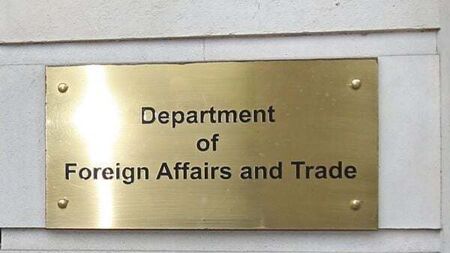 Department
of
Foreign Affairs and Trade